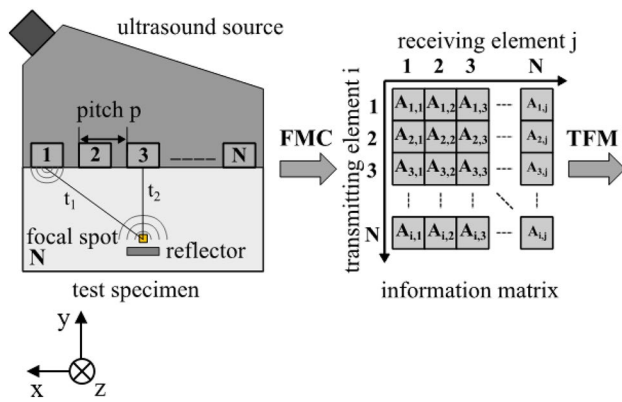 ultrasound source
pitch p
1 2 3 N
t1
t2
focal spot
N
reflector
test specimen
y
x
z
FMC
receiving element j
1 2 3 N
transmitting element i
1 A1,1 A1,2 A1,3 A1,j
2 A2,1 A2,2 A2,3 A2,j
3 A3,1 A3,2 A3,3 A3,j
N Ai,1 Ai,2 Ai,3 Ai,j
information matrix
TFM